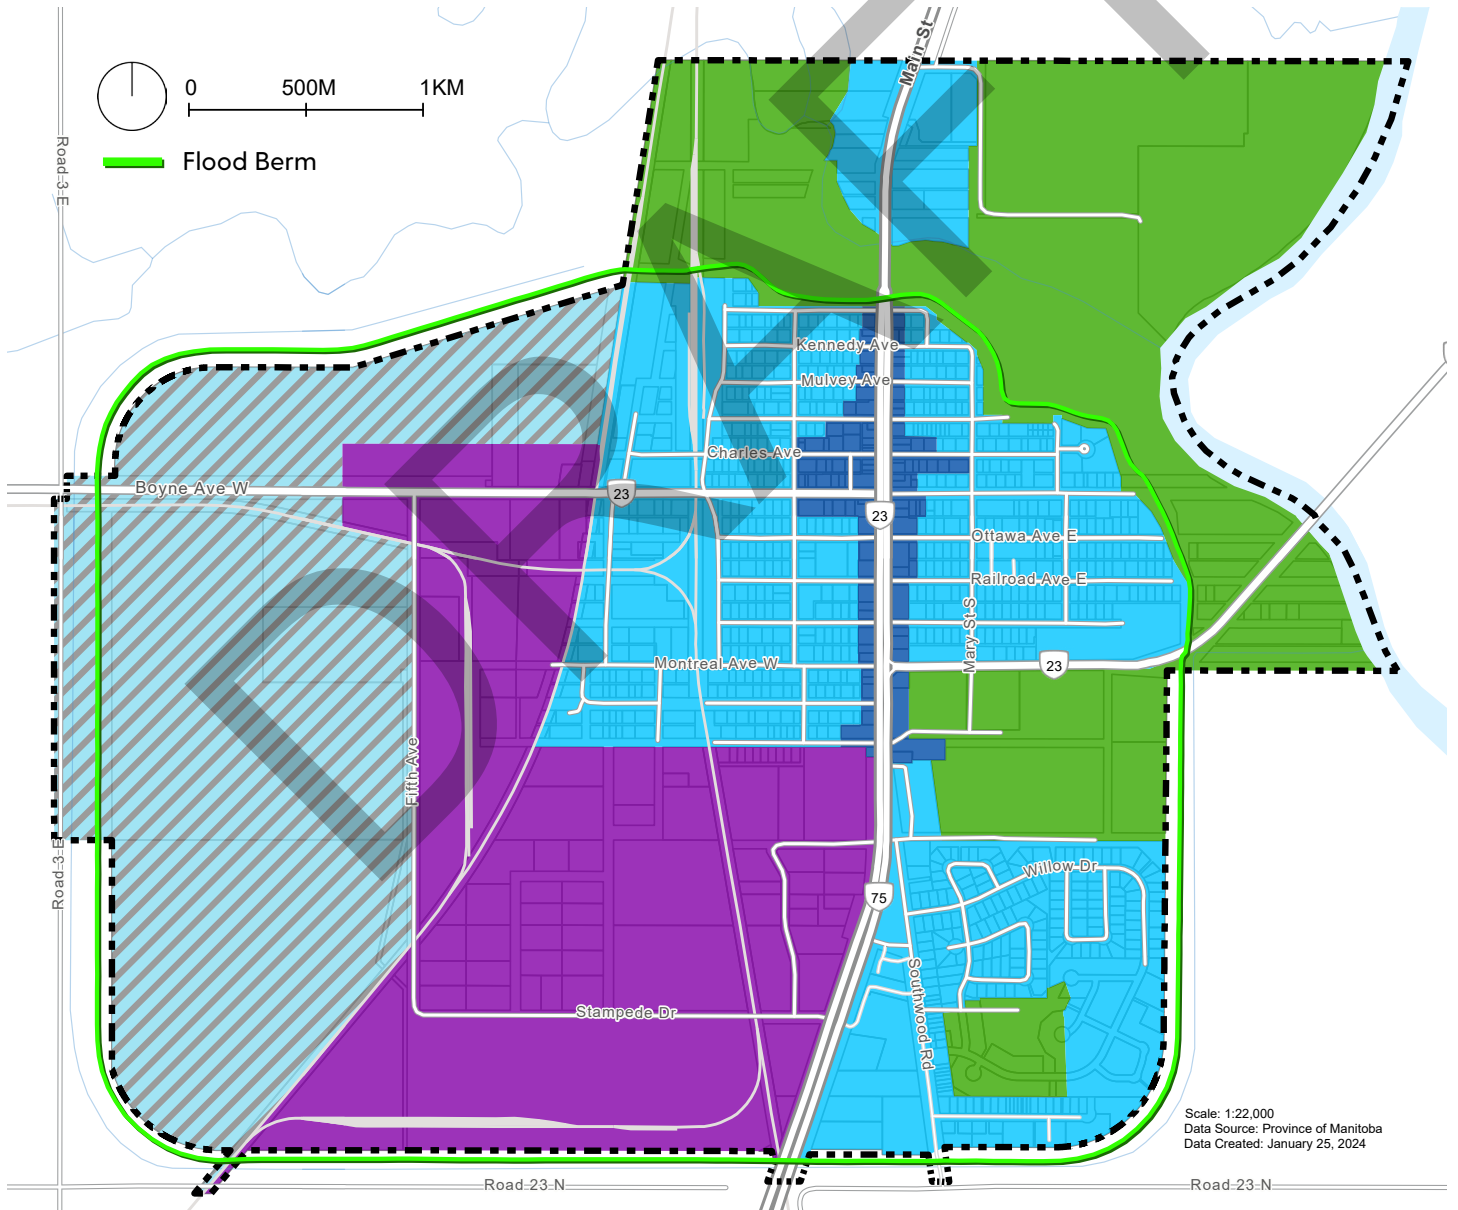 Main St
0 500M 1KM
Flood Berm
Road 3 E
Kennedy Ave
Mulvey Ave
Charles Ave
Boyne Ave W
23
23
Ottawa Ave E
Railroad Ave E
Mary St S
Montreal Ave W
23
Fifth Ave
Road 3 E
Willow Dr
75
Southwood Rd
Stampede Dr
Scale: 1:22,000
Data Source: Province of Manitoba
Data Created: January 25, 2024
Road 23 N
Road 23 N
DRAFT